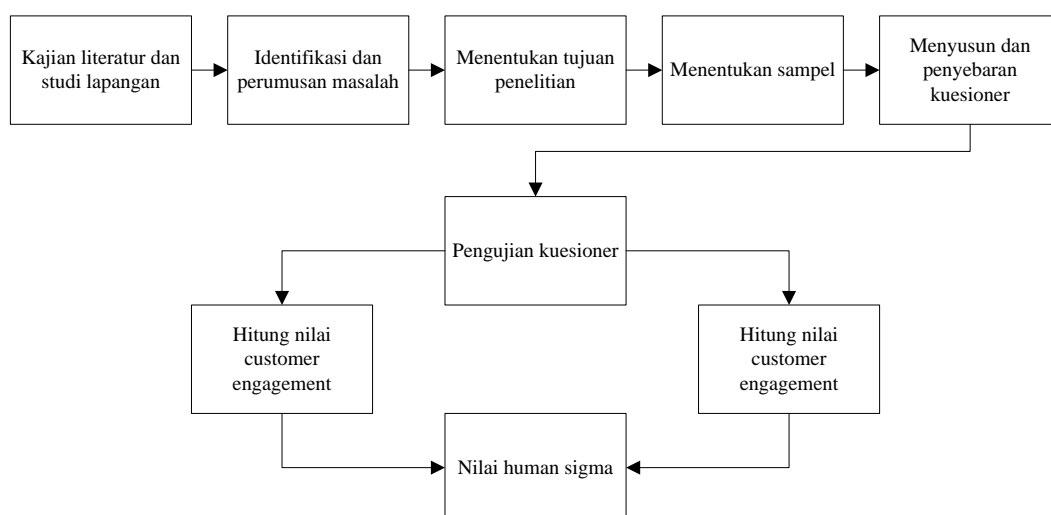 Kajian literatur dan
studi lapangan
Identifikasi dan
perumusan masalah
Menentukan tujuan
penelitian
Menentukan sampel
Menyusun dan
penyebaran
kuesioner
Pengujian kuesioner
Hitung nilai
customer
engagement
Hitung nilai
customer
engagement
Nilai human sigma